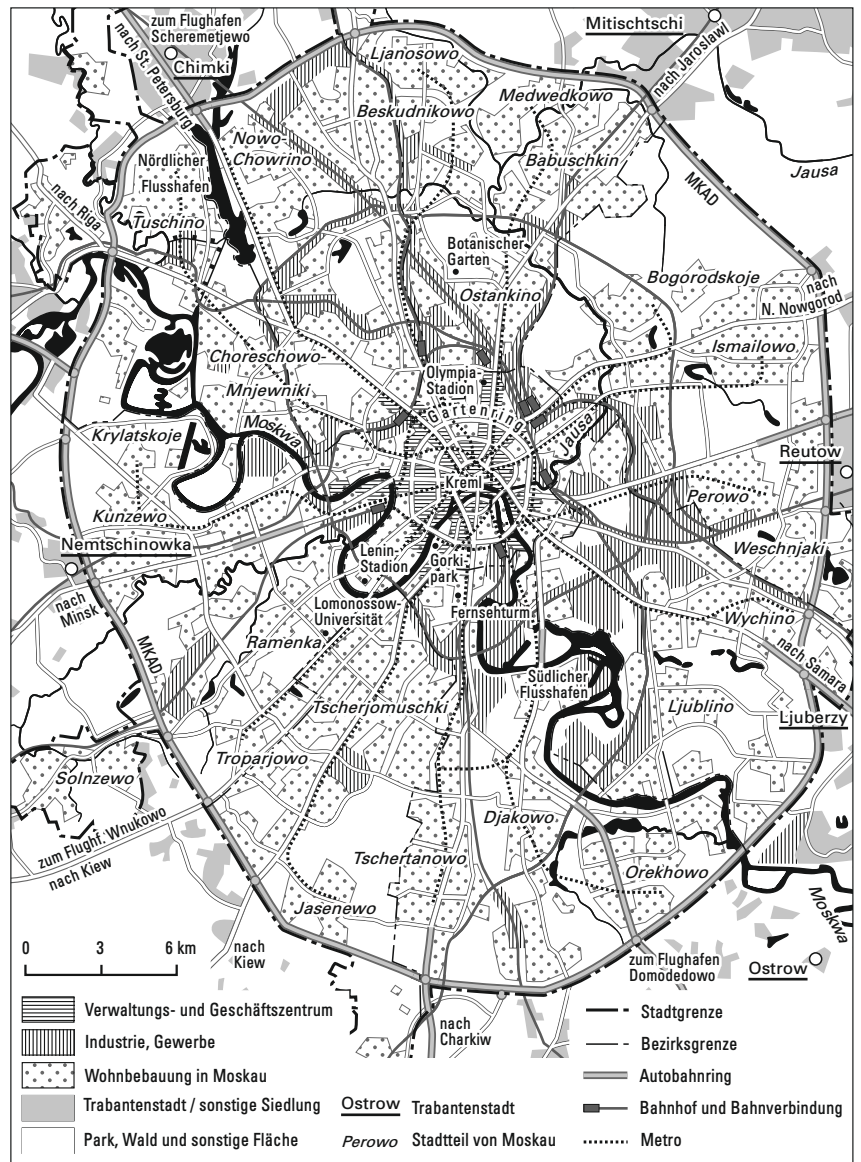 zum Flughafen
Scheremetjewo
Mitischtschi
nach St. Petersburg
Chimki
Ljanosowo
nach Jaroslawl
Medwedkowo
Beskudnikowo
Nowo-
Chowrino
Babuschkin
Nördlicher
Flusshafen
MKAD
Jausa
nach Riga
Tuschino
Botanischer
Garten
Bogorodskoje
Ostankino
nach
N. Nowgorod
Choreschowo-
Mnjewniki
Ismailowo
Olympia-
Stadion
Gartenring
Krylatskoje
Moskwa
Jausa
Reutow
Kreml
Perowo
Kunzewo
Nemtschinowka
Weschnjaki
Lenin-
Stadion
Gorki
park
nach
Minsk
Lomonossow-
Universität
Fernsehturm
Wychino
MKAD
Ramenka
nach Samara
Südlicher
Flusshafen
Tscherjomuschki
Ljublino
Ljuberzy
Troparjowo
Solnzewo
Djakowo
zum Flughf. Wnukowo
nach Kiew
Tschertanowo
Orekhowo
Jasenewo
Moskwa
0 3 6 km
nach
Kiew
zum Flughafen
Domodedowo
Ostrow
nach
Charkiw
Verwaltungs- und Geschäftszentrum
Industrie, Gewerbe
Wohnbebauung in Moskau
Trabantenstadt / sonstige Siedlung
Park, Wald und sonstige Fläche
Ostrow Trabantenstadt
Perowo Stadtteil von Moskau
Stadtgrenze
Bezirksgrenze
Autobahnring
Bahnhof und Bahnverbindung
Metro